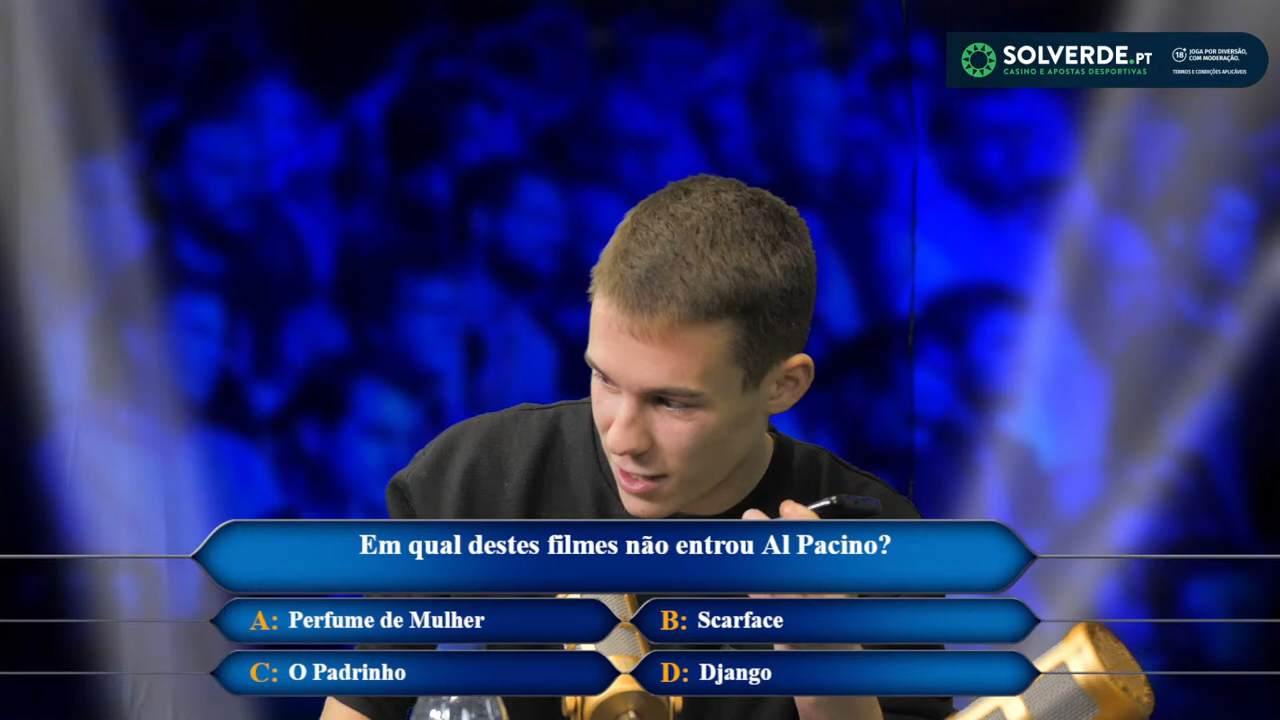 SOLVERDE.PT
CASINO E APOSTAS DESPORTIVAS
18+
JOGA POR DIVERSÃO,
COM MODERAÇÃO.
TERMOS E CONDIÇÕES APLICÁVEIS
Em qual destes filmes não entrou Al Pacino?
A: Perfume de Mulher
B: Scarface
C: O Padrinho
D: Django